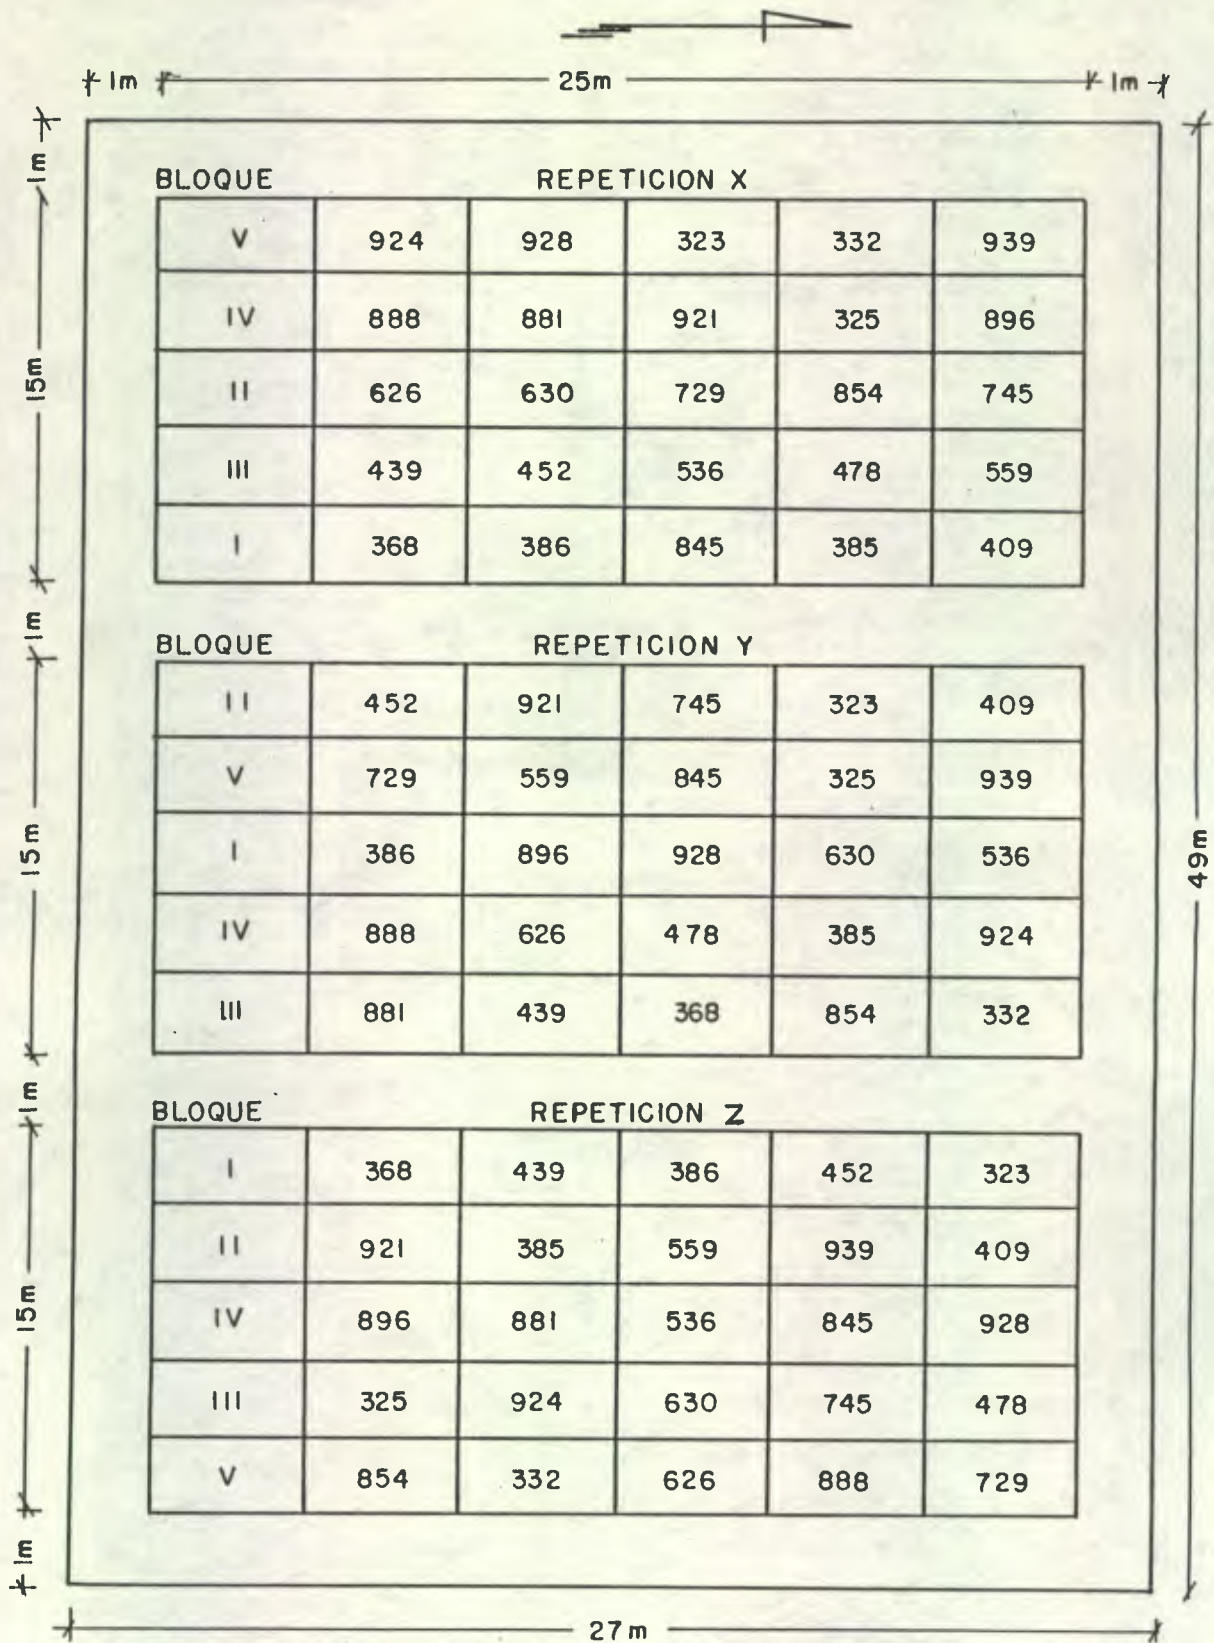 1m 25m 1m
1m
BLOQUE REPETICION X
V 924 928 323 332 939
IV 888 881 921 325 896
15m
II 626 630 729 854 745
III 439 452 536 478 559
I 368 386 845 385 409
1m
BLOQUE REPETICION Y
II 452 921 745 323 409
V 729 559 845 325 939
15m
I 386 896 928 630 536
49m
IV 888 626 478 385 924
III 881 439 368 854 332
1m
BLOQUE REPETICION Z
I 368 439 386 452 323
II 921 385 559 939 409
15m
IV 896 881 536 845 928
III 325 924 630 745 478
V 854 332 626 888 729
1m
27m